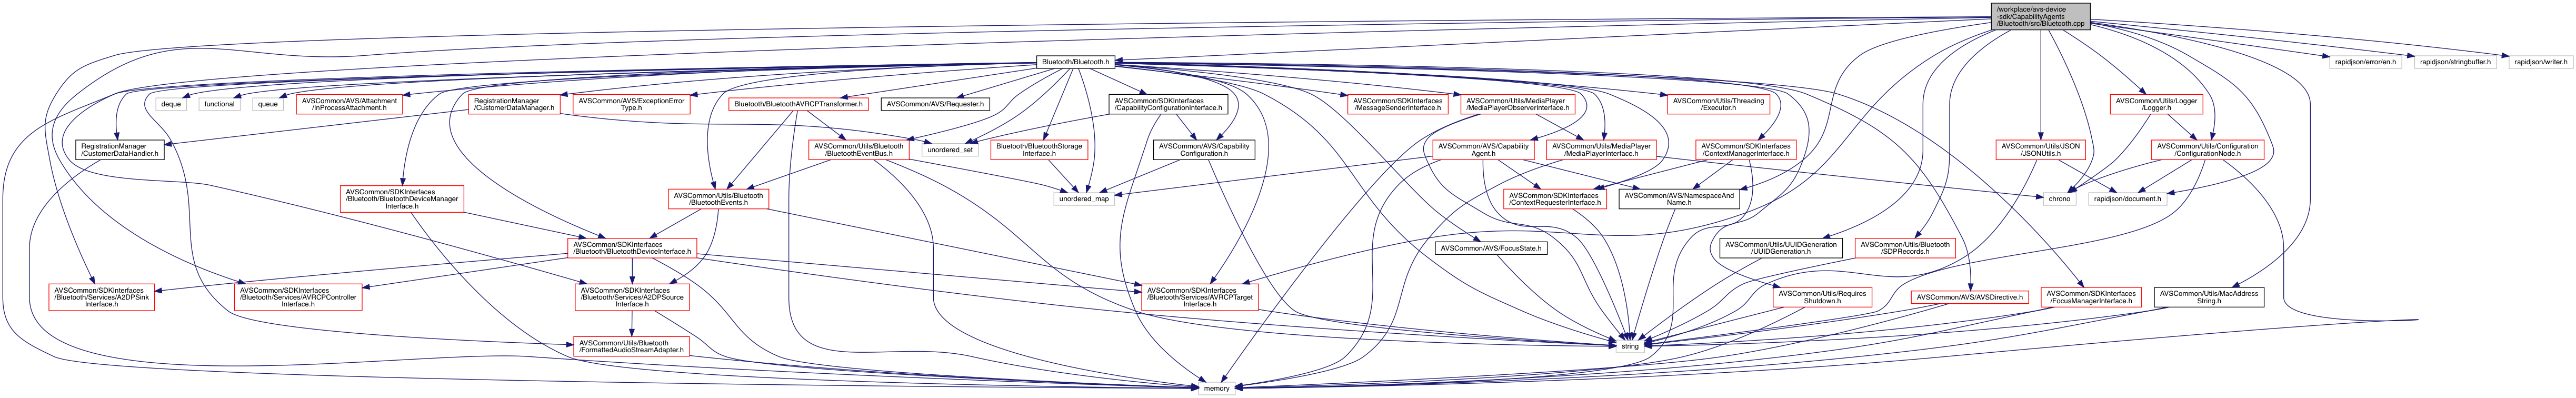 /workplace/avs-device
-sdk/CapabilityAgents
/Bluetooth/src/Bluetooth.cpp
Bluetooth/Bluetooth.h
rapidjson/error/en.h
rapidjson/stringbuffer.h
rapidjson/writer.h
deque
functional
queue
AVSCommon/AVS/Attachment
/InProcessAttachment.h
RegistrationManager
/CustomerDataManager.h
AVSCommon/AVS/ExceptionError
Type.h
Bluetooth/BluetoothAVRCPTransformer.h
AVSCommon/AVS/Requester.h
AVSCommon/SDKInterfaces
/CapabilityConfigurationInterface.h
AVSCommon/SDKInterfaces
/MessageSenderInterface.h
AVSCommon/Utils/MediaPlayer
/MediaPlayerObserverInterface.h
AVSCommon/Utils/Threading
/Executor.h
AVSCommon/Utils/Logger
/Logger.h
RegistrationManager
/CustomerDataHandler.h
AVSCommon/Utils/Bluetooth
/BluetoothEventBus.h
unordered_set
Bluetooth/BluetoothStorage
Interface.h
AVSCommon/AVS/Capability
Configuration.h
AVSCommon/AVS/Capability
Agent.h
AVSCommon/Utils/MediaPlayer
/MediaPlayerInterface.h
AVSCommon/SDKInterfaces
/ContextManagerInterface.h
AVSCommon/Utils/JSON
/JSONUtils.h
AVSCommon/Utils/Configuration
/ConfigurationNode.h
AVSCommon/SDKInterfaces
/Bluetooth/BluetoothDeviceManager
Interface.h
AVSCommon/Utils/Bluetooth
/BluetoothEvents.h
unordered_map
AVSCommon/SDKInterfaces
/ContextRequesterInterface.h
AVSCommon/AVS/NamespaceAnd
Name.h
chrono
rapidjson/document.h
AVSCommon/SDKInterfaces
/Bluetooth/BluetoothDeviceInterface.h
AVSCommon/AVS/FocusState.h
AVSCommon/Utils/UUIDGeneration
/UUIDGeneration.h
AVSCommon/Utils/Bluetooth
/SDPRecords.h
AVSCommon/SDKInterfaces
/Bluetooth/Services/A2DPSink
Interface.h
AVSCommon/SDKInterfaces
/Bluetooth/Services/AVRCPController
Interface.h
AVSCommon/SDKInterfaces
/Bluetooth/Services/A2DPSource
Interface.h
AVSCommon/SDKInterfaces
/Bluetooth/Services/AVRCPTarget
Interface.h
AVSCommon/Utils/Requires
Shutdown.h
AVSCommon/AVS/AVSDirective.h
AVSCommon/SDKInterfaces
/FocusManagerInterface.h
AVSCommon/Utils/MacAddress
String.h
AVSCommon/Utils/Bluetooth
/FormattedAudioStreamAdapter.h
string
memory